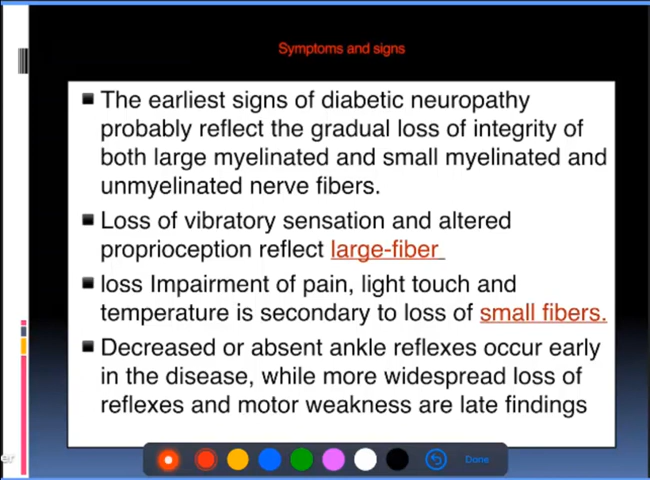 Symptoms and signs
The earliest signs of diabetic neuropathy
probably reflect the gradual loss of integrity of
both large myelinated and small myelinated and
unmyelinated nerve fibers.
Loss of vibratory sensation and altered
proprioception reflect large-fiber
loss Impairment of pain, light touch and
temperature is secondary to loss of small fibers.
Decreased or absent ankle reflexes occur early
in the disease, while more widespread loss of
reflexes and motor weakness are late findings
Done